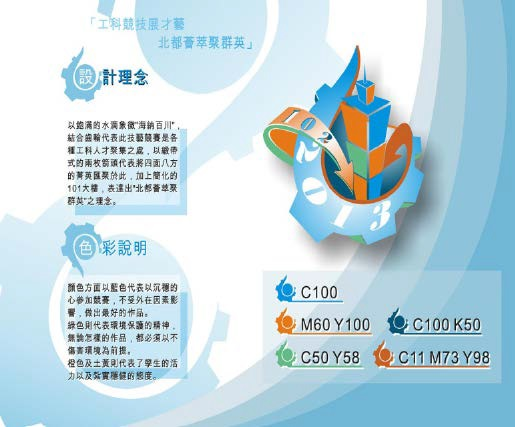 「工科競技展才藝
北都薈萃聚群英」
設計理念
以飽滿的水滴象徵"海納百川"，
結合齒輪代表此技藝競賽是各
種工科人才聚集之處，以緞帶
式的兩枚箭頭代表將四面八方
的菁英匯聚於此，加上簡化的
101大樓，表達出"北都薈萃聚
群英"之理念。
色彩說明
顏色方面以藍色代表以沉穩的
心參加競賽，不受外在因素影
響，做出最好的作品。
綠色則代表環境保護的精神，
無論怎樣的作品，都必須以不
傷害環境為前提。
橙色及土黃則代表了學生的活
力以及紮實穩健的態度。
102
2013
C100
M60 Y100
C100 K50
C50 Y58
C11 M73 Y98